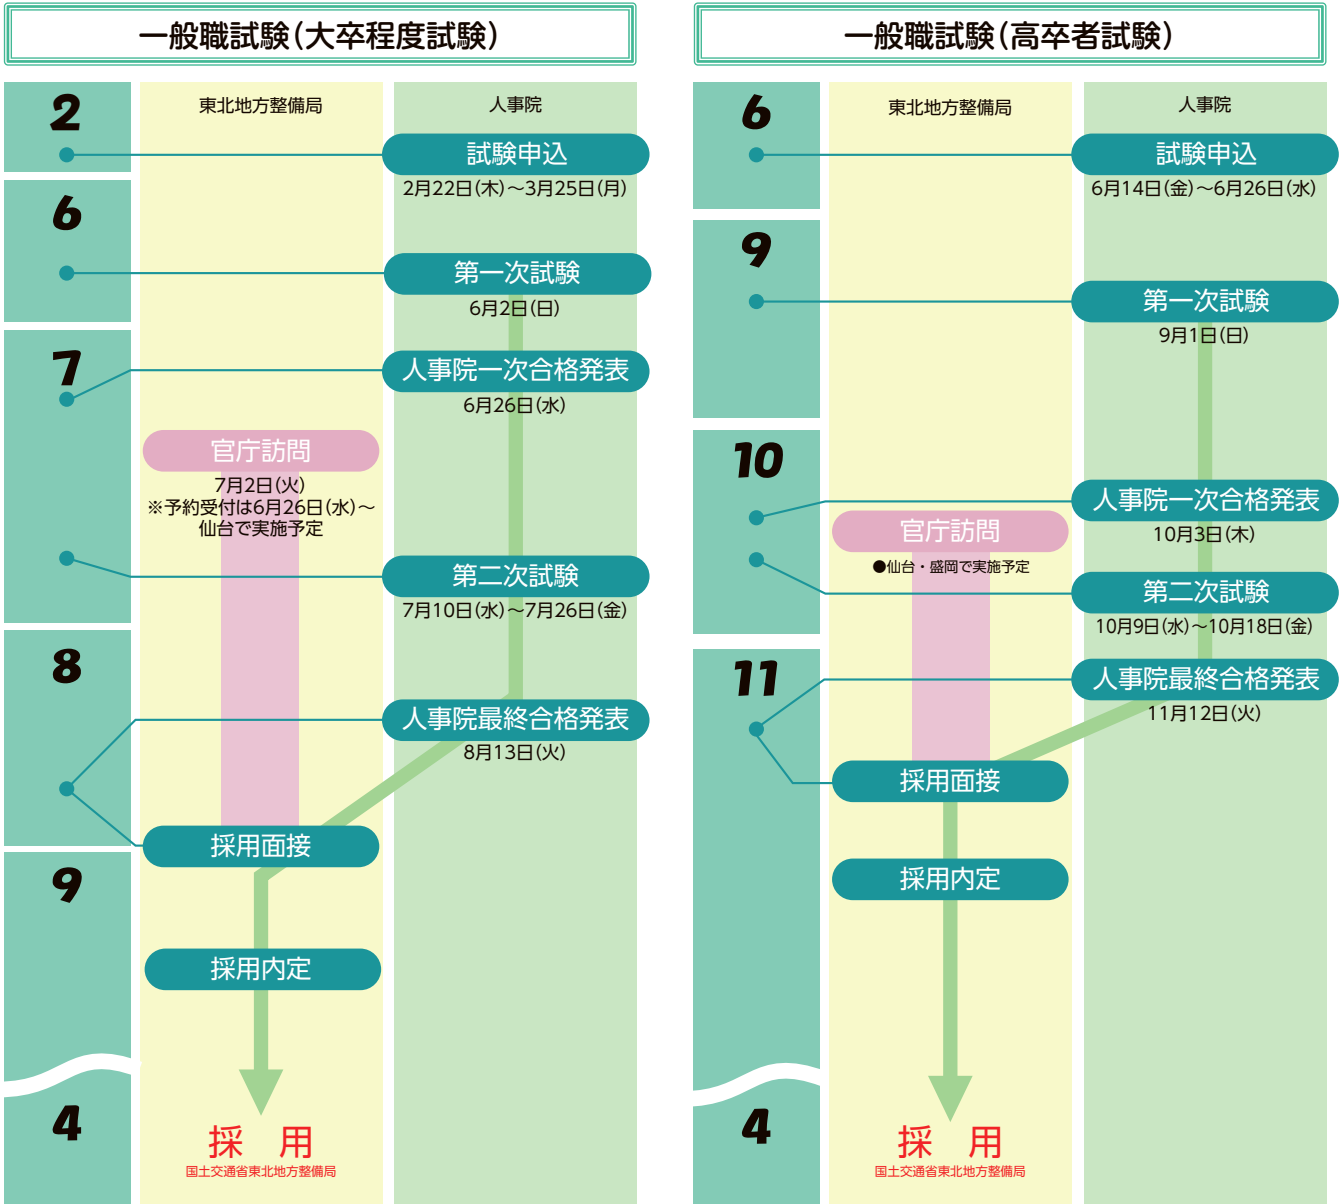 一般職試験(大卒程度試験)
2
東北地方整備局
人事院
試験申込
2月22日(木)～3月25日(月)
6
第一次試験
6月2日(日)
7
人事院一次合格発表
6月26日(水)
官庁訪問
7月2日(火)
※予約受付は6月26日(水)～
仙台で実施予定
第二次試験
7月10日(水)～7月26日(金)
8
人事院最終合格発表
8月13日(火)
採用面接
9
採用内定
4
採 用
国土交通省東北地方整備局
一般職試験(高卒者試験)
6
東北地方整備局
人事院
試験申込
6月14日(金)～6月26日(水)
9
第一次試験
9月1日(日)
10
人事院一次合格発表
10月3日(木)
官庁訪問
●仙台・盛岡で実施予定
第二次試験
10月9日(水)～10月18日(金)
11
人事院最終合格発表
11月12日(火)
採用面接
採用内定
4
採 用
国土交通省東北地方整備局